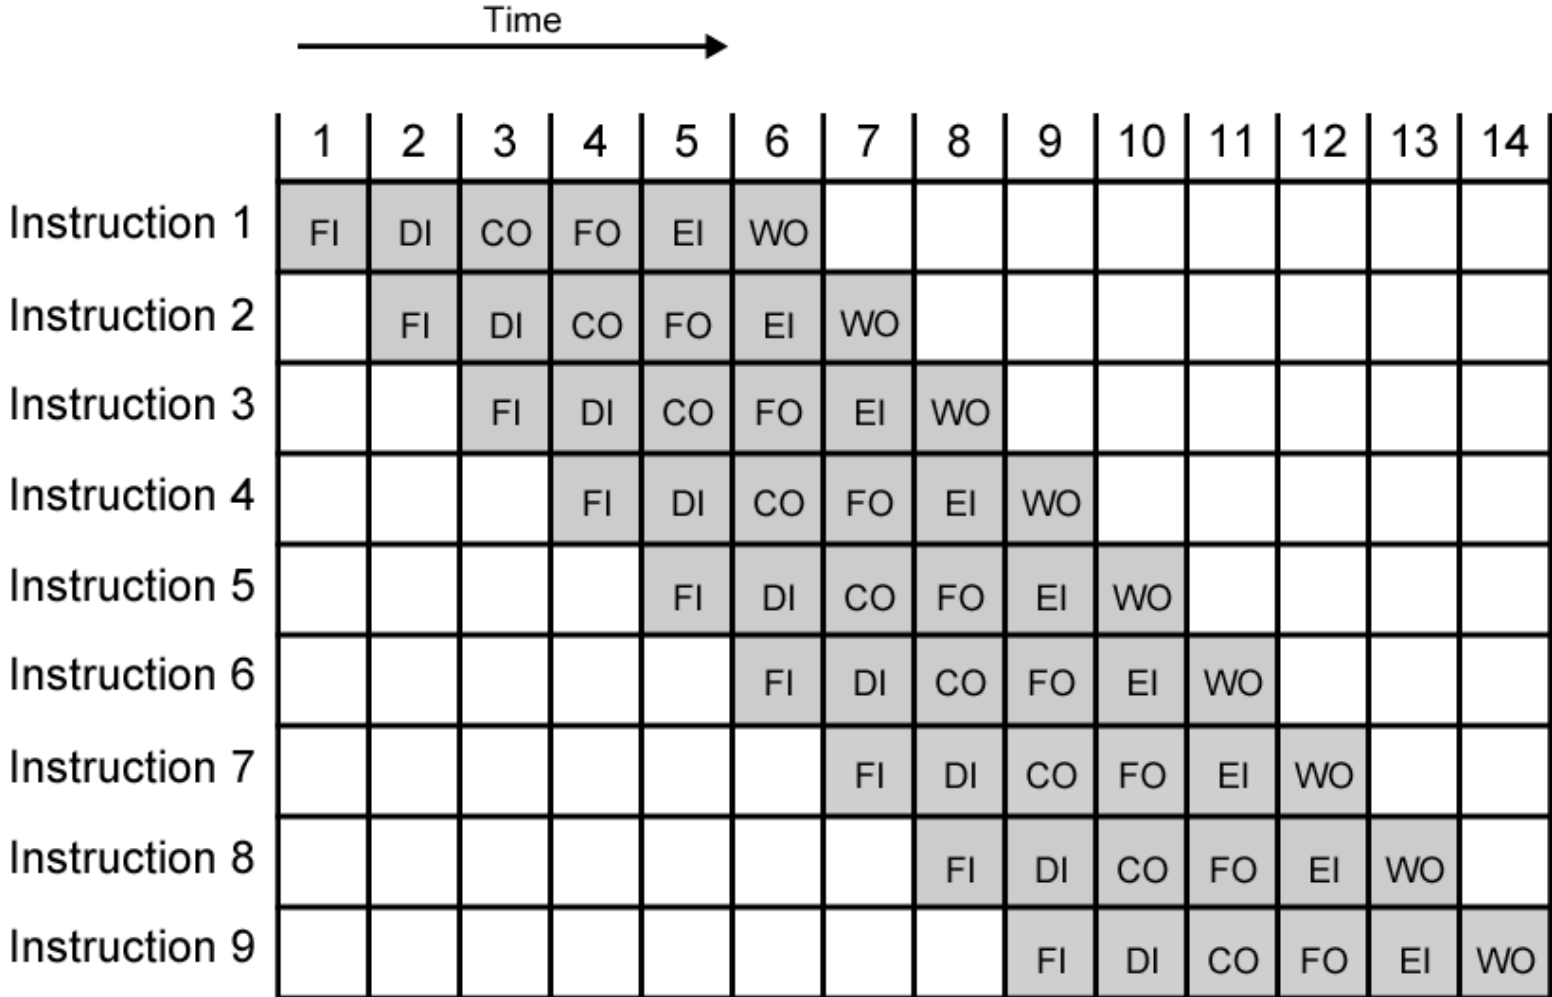 Time
1 2 3 4 5 6 7 8 9 10 11 12 13 14
Instruction 1 FI DI CO FO EI WO
Instruction 2 FI DI CO FO EI WO
Instruction 3 FI DI CO FO EI WO
Instruction 4 FI DI CO FO EI WO
Instruction 5 FI DI CO FO EI WO
Instruction 6 FI DI CO FO EI WO
Instruction 7 FI DI CO FO EI WO
Instruction 8 FI DI CO FO EI WO
Instruction 9 FI DI CO FO EI WO